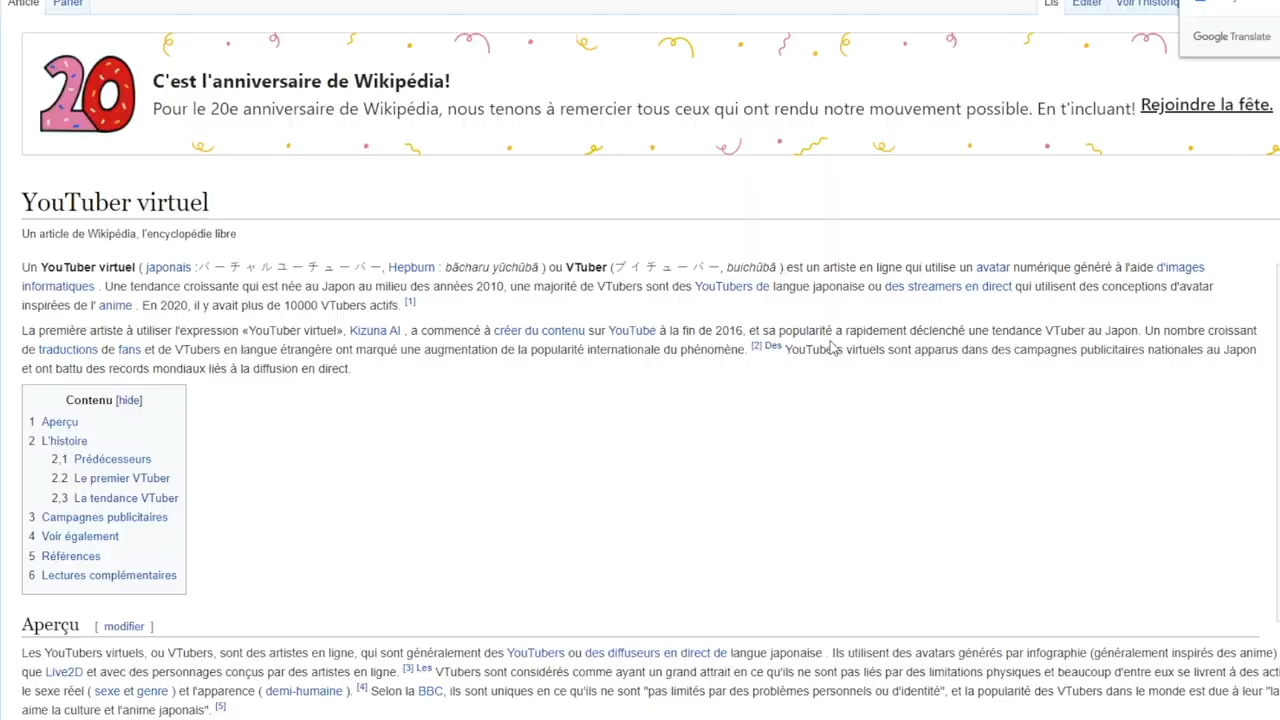 Article Parler Lis Éditer Voir l'historiq
Google Translate
20
C'est l'anniversaire de Wikipédia!
Pour le 20e anniversaire de Wikipédia, nous tenons à remercier tous ceux qui ont rendu notre mouvement possible. En t'incluant! Rejoindre la fête.
YouTuber virtuel
Un article de Wikipédia, l'encyclopédie libre
Un YouTuber virtuel ( japonais :バーチャルユーチューバー, Hepburn : bācharu yūchūbā ) ou VTuber (ブイチューバー, buichūbā ) est un artiste en ligne qui utilise un avatar numérique généré à l'aide d'images
informatiques . Une tendance croissante qui est née au Japon au milieu des années 2010, une majorité de VTubers sont des YouTubers de langue japonaise ou des streamers en direct qui utilisent des conceptions d'avatar
inspirées de l' anime . En 2020, il y avait plus de 10000 VTubers actifs. [1]
La première artiste à utiliser l'expression «YouTuber virtuel», Kizuna AI , a commencé à créer du contenu sur YouTube à la fin de 2016, et sa popularité a rapidement déclenché une tendance VTuber au Japon. Un nombre croissant
de traductions de fans et de VTubers en langue étrangère ont marqué une augmentation de la popularité internationale du phénomène. [2] Des YouTubers virtuels sont apparus dans des campagnes publicitaires nationales au Japon
et ont battu des records mondiaux liés à la diffusion en direct.
Contenu [hide]
1 Aperçu
2 L'histoire
2,1 Prédécesseurs
2.2 Le premier VTuber
2,3 La tendance VTuber
3 Campagnes publicitaires
4 Voir également
5 Références
6 Lectures complémentaires
Aperçu [ modifier ]
Les YouTubers virtuels, ou VTubers, sont des artistes en ligne, qui sont généralement des YouTubers ou des diffuseurs en direct de langue japonaise . Ils utilisent des avatars générés par infographie (généralement inspirés des anime)
que Live2D et avec des personnages conçus par des artistes en ligne. [3] Les VTubers sont considérés comme ayant un grand attrait en ce qu'ils ne sont pas liés par des limitations physiques et beaucoup d'entre eux se livrent à des act
le sexe réel ( sexe et genre ) et l'apparence ( demi-humaine ). [4] Selon la BBC, ils sont uniques en ce qu'ils ne sont "pas limités par des problèmes personnels ou d'identité", et la popularité des VTubers dans le monde est due à leur "la
aime la culture et l'anime japonais". [5]